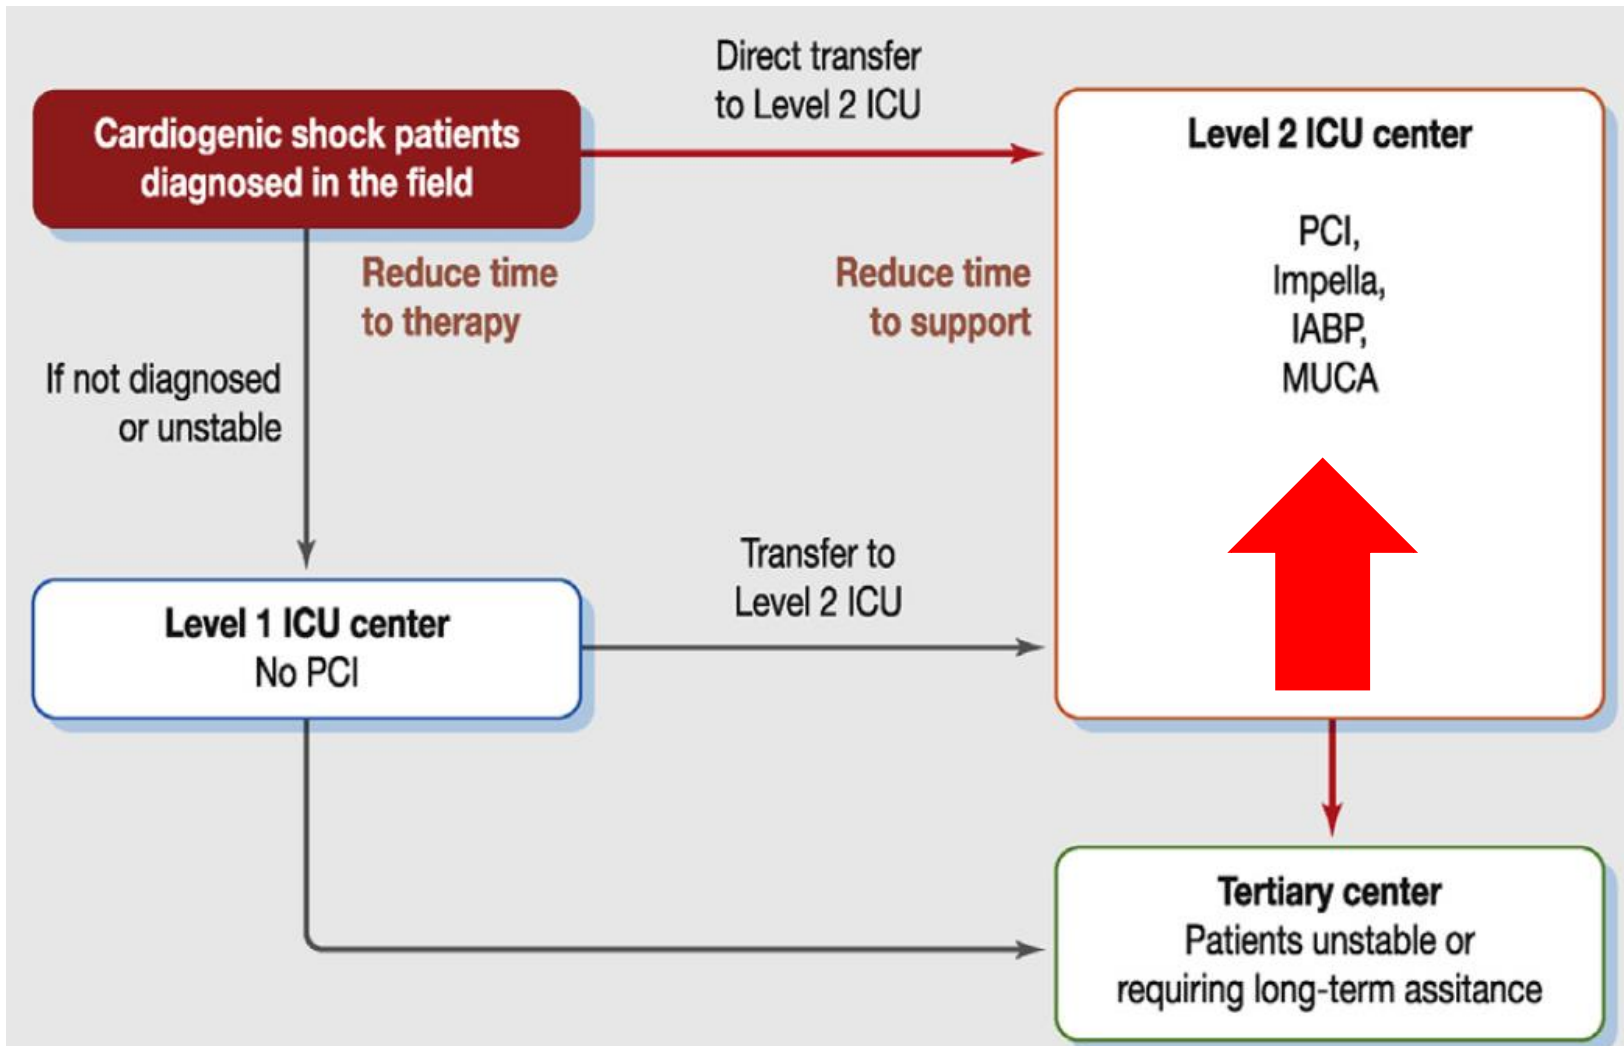 Direct transfer
to Level 2 ICU
Cardiogenic shock patients
diagnosed in the field
Reduce time
to therapy
Reduce time
to support
If not diagnosed
or unstable
Level 2 ICU center
PCI,
Impella,
IABP,
MUCA
Level 1 ICU center
No PCI
Transfer to
Level 2 ICU
Tertiary center
Patients unstable or
requiring long-term assitance